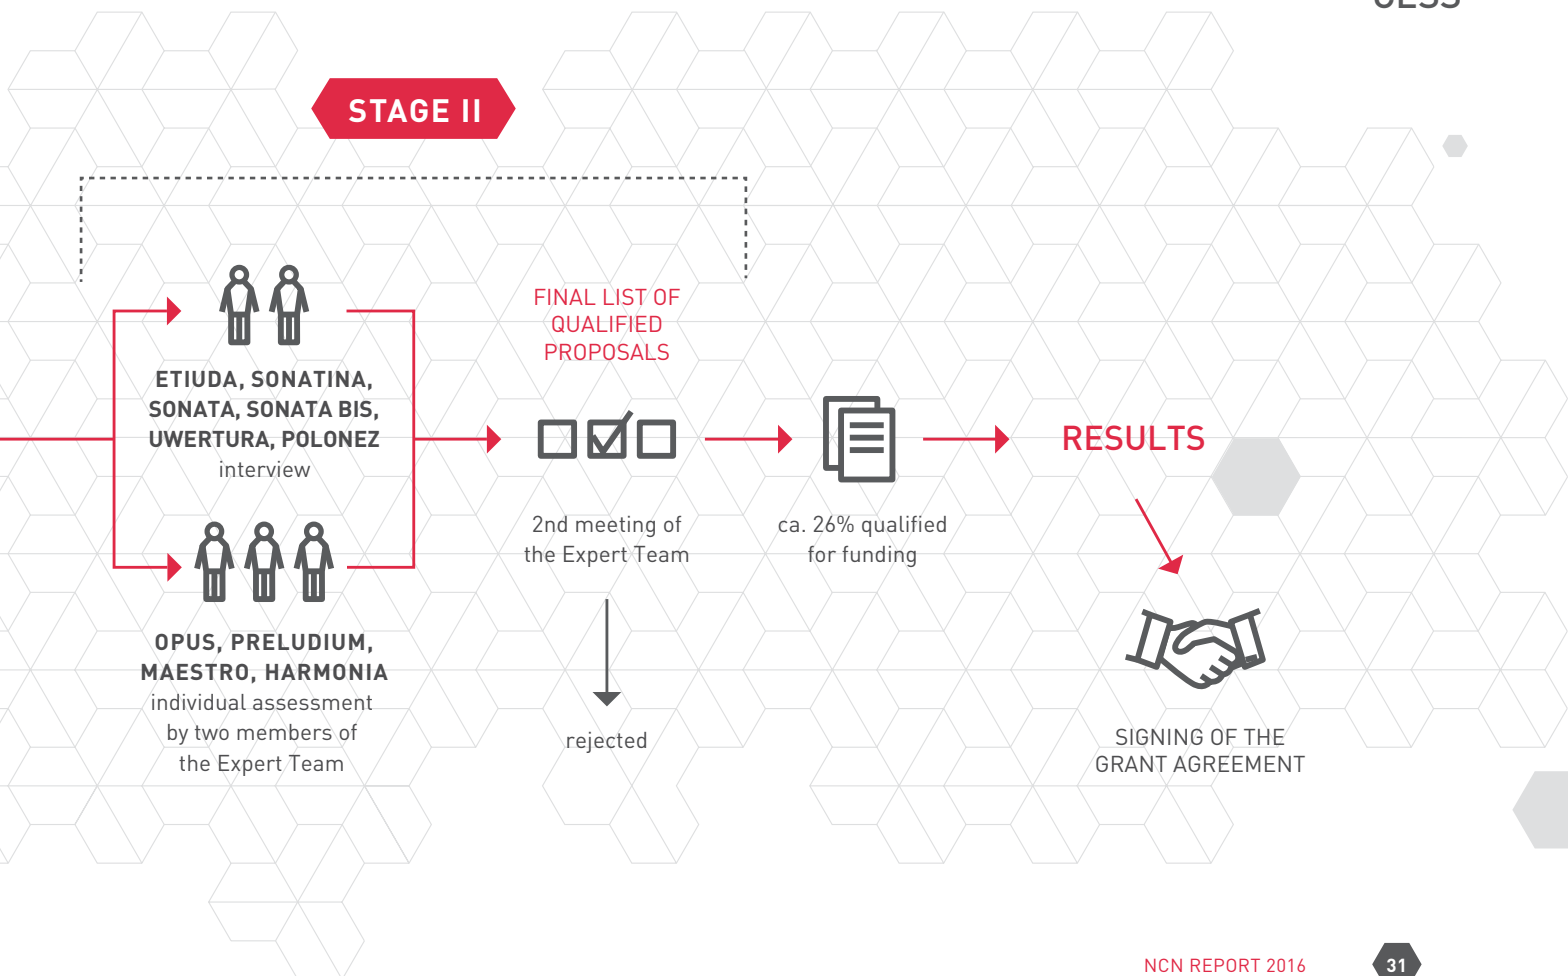 STAGE II
ETIUDA, SONATINA,
SONATA, SONATA BIS,
UWERTURA, POLONEZ
interview
OPUS, PRELUDIUM,
MAESTRO, HARMONIA
individual assessment
by two members of
the Expert Team
FINAL LIST OF
QUALIFIED
PROPOSALS
2nd meeting of
the Expert Team
rejected
ca. 26% qualified
for funding
RESULTS
SIGNING OF THE
GRANT AGREEMENT
NCN REPORT 2016
31